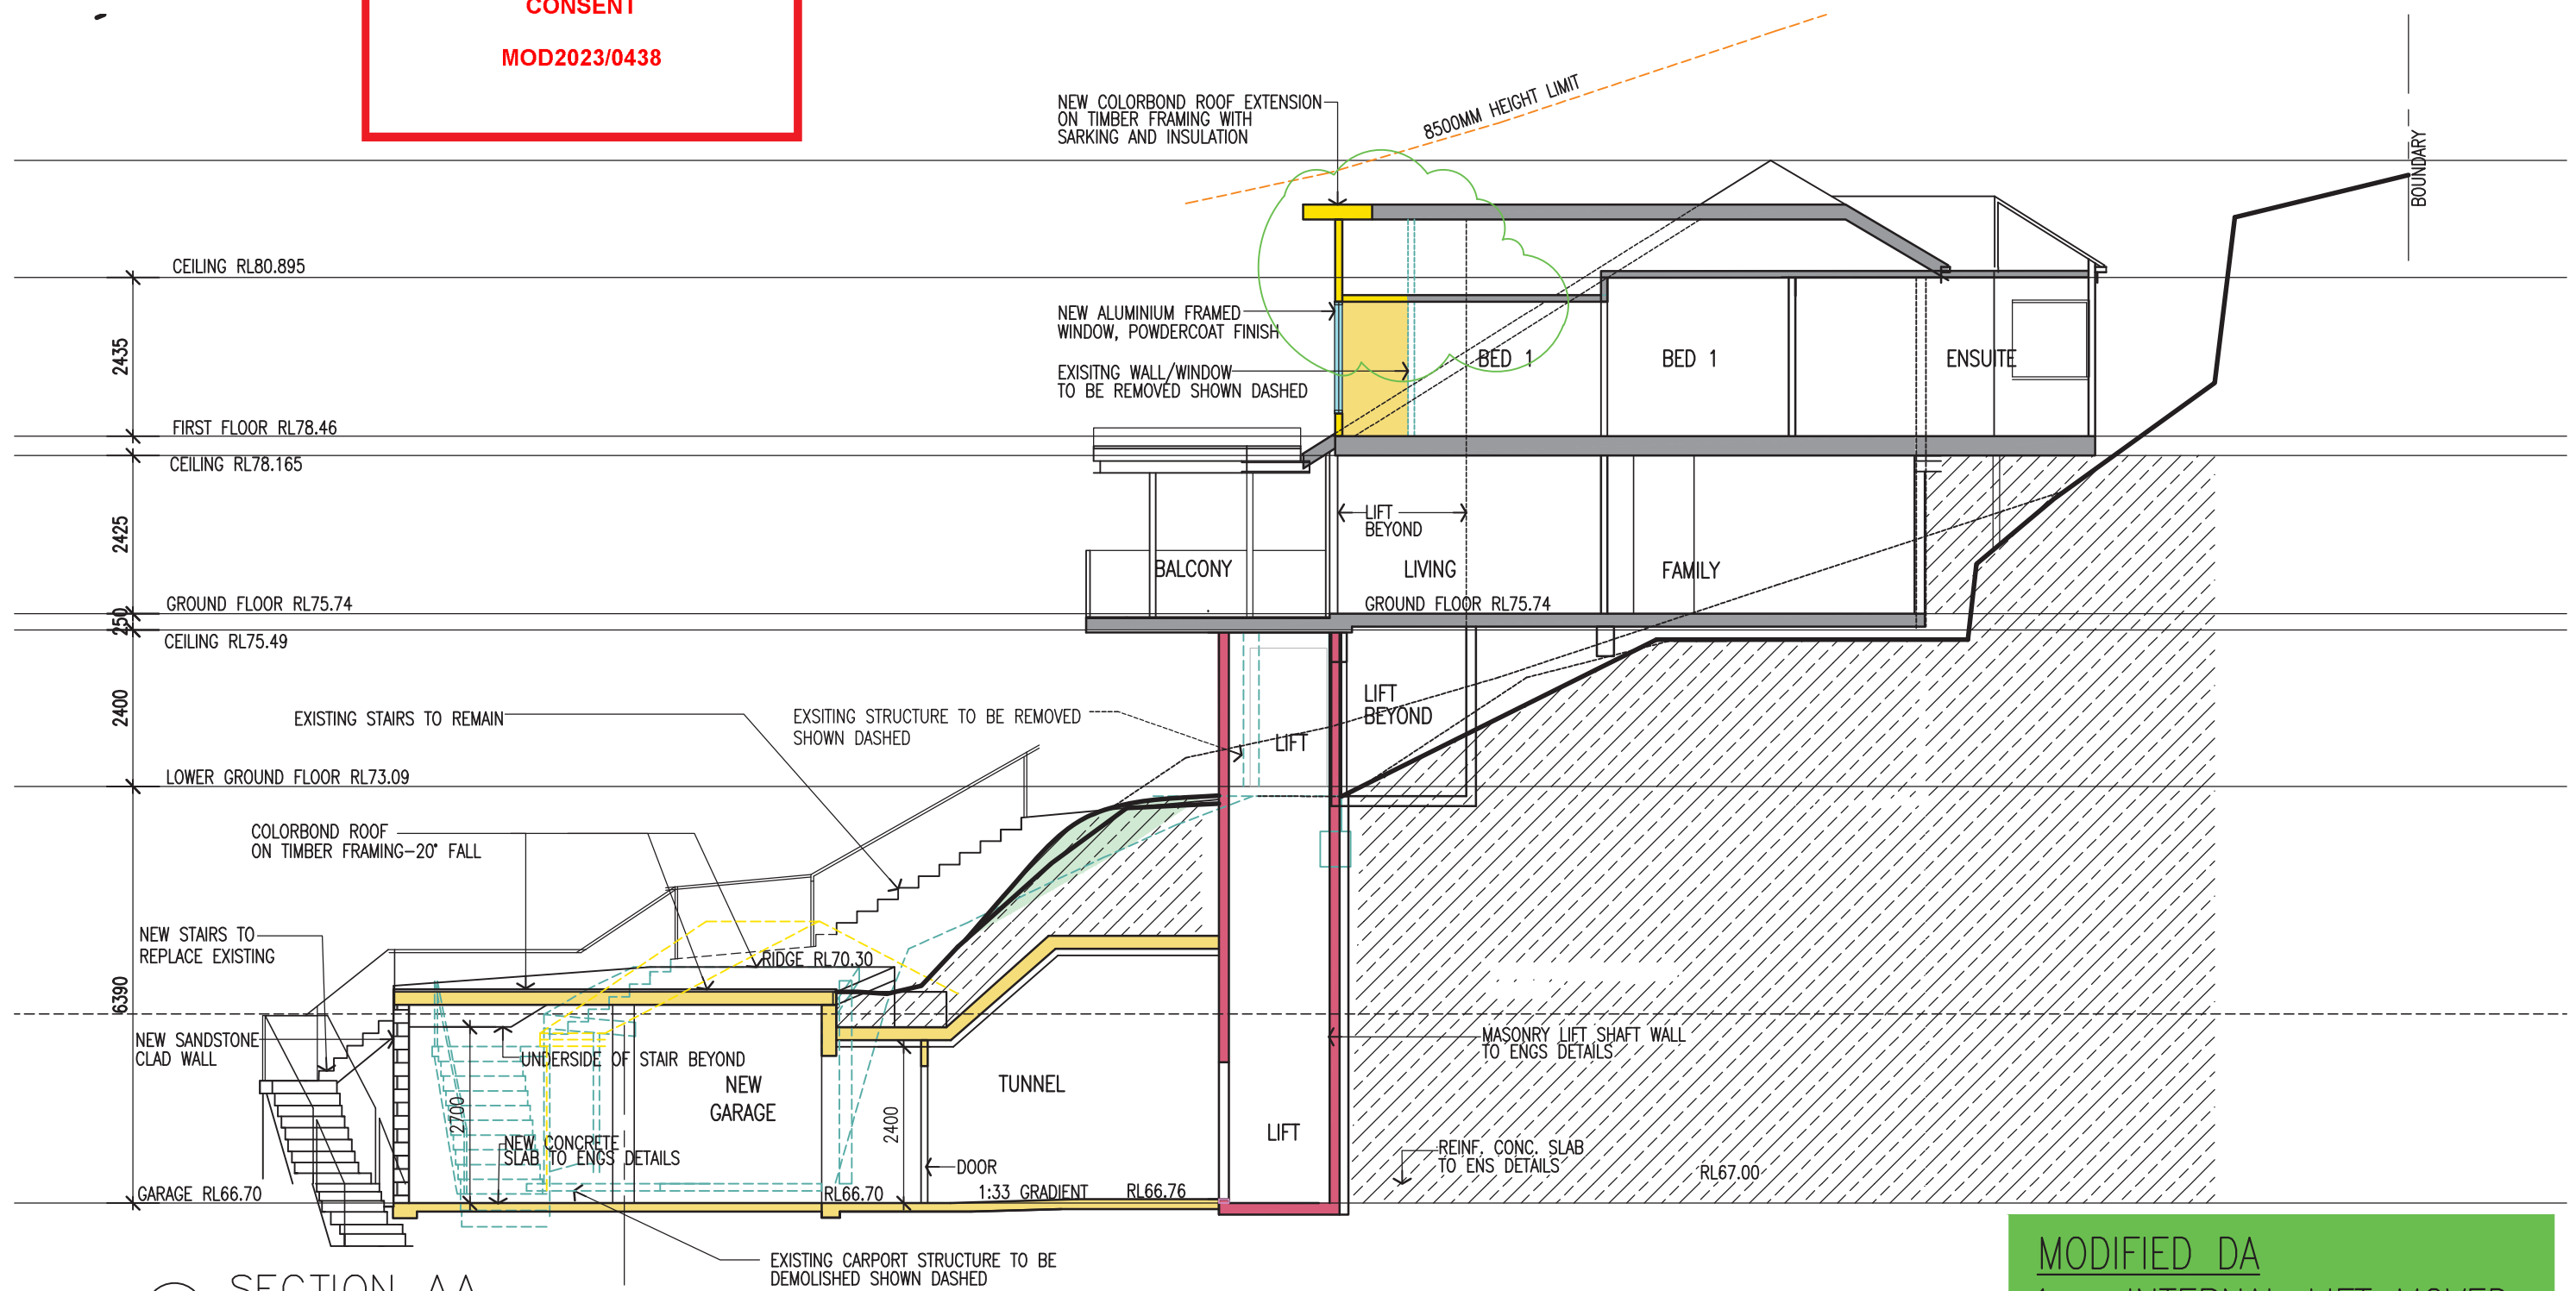 CONSENT
MOD2023/0438
NEW COLORBOND ROOF EXTENSION
ON TIMBER FRAMING WITH
SARKING AND INSULATION
8500MM HEIGHT LIMIT
BOUNDARY
CEILING RL80.895
NEW ALUMINIUM FRAMED
WINDOW, POWDERCOAT FINISH
EXISITNG WALL/WINDOW
TO BE REMOVED SHOWN DASHED
BED 1
BED 1
ENSUITE
2435
FIRST FLOOR RL78.46
CEILING RL78.165
LIFT
BEYOND
2425
BALCONY
LIVING
FAMILY
GROUND FLOOR RL75.74
GROUND FLOOR RL75.74
250
CEILING RL75.49
2400
EXISTING STAIRS TO REMAIN
EXSITING STRUCTURE TO BE REMOVED
SHOWN DASHED
LIFT
LIFT
BEYOND
LOWER GROUND FLOOR RL73.09
COLORBOND ROOF
ON TIMBER FRAMING-20° FALL
NEW STAIRS TO
REPLACE EXISTING
RIDGE RL70.30
6390
NEW SANDSTONE
CLAD WALL
UNDERSIDE OF STAIR BEYOND
NEW
GARAGE
TUNNEL
MASONRY LIFT SHAFT WALL
TO ENGS DETAILS
2700
2400
LIFT
NEW CONCRETE
SLAB TO ENGS DETAILS
DOOR
REINF. CONC. SLAB
TO ENS DETAILS
RL67.00
GARAGE RL66.70
RL66.70
1:33 GRADIENT
RL66.76
EXISTING CARPORT STRUCTURE TO BE
DEMOLISHED SHOWN DASHED
SECTION AA
MODIFIED DA
INTERNAL LIFT MOVED